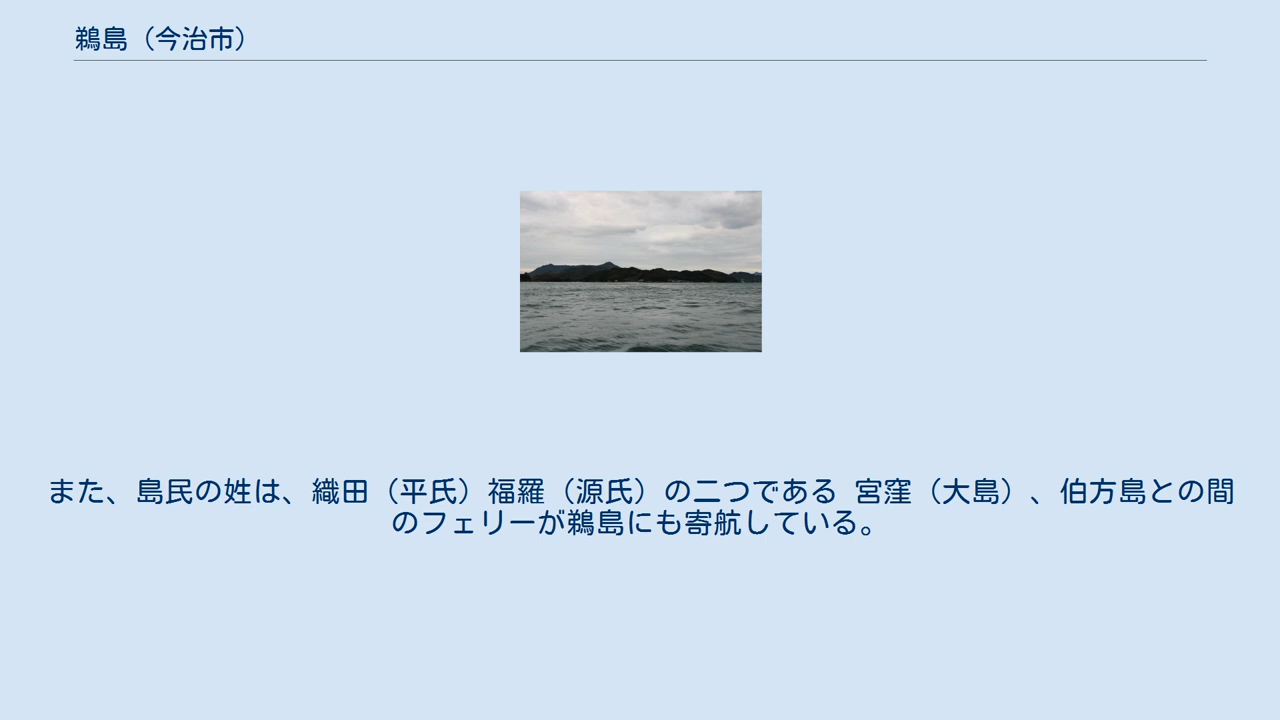 鵜島（今治市）
また、島民の姓は、織田（平氏）福羅（源氏）の二つである 宮窪（大島）、伯方島との間
のフェリーが鵜島にも寄航している。